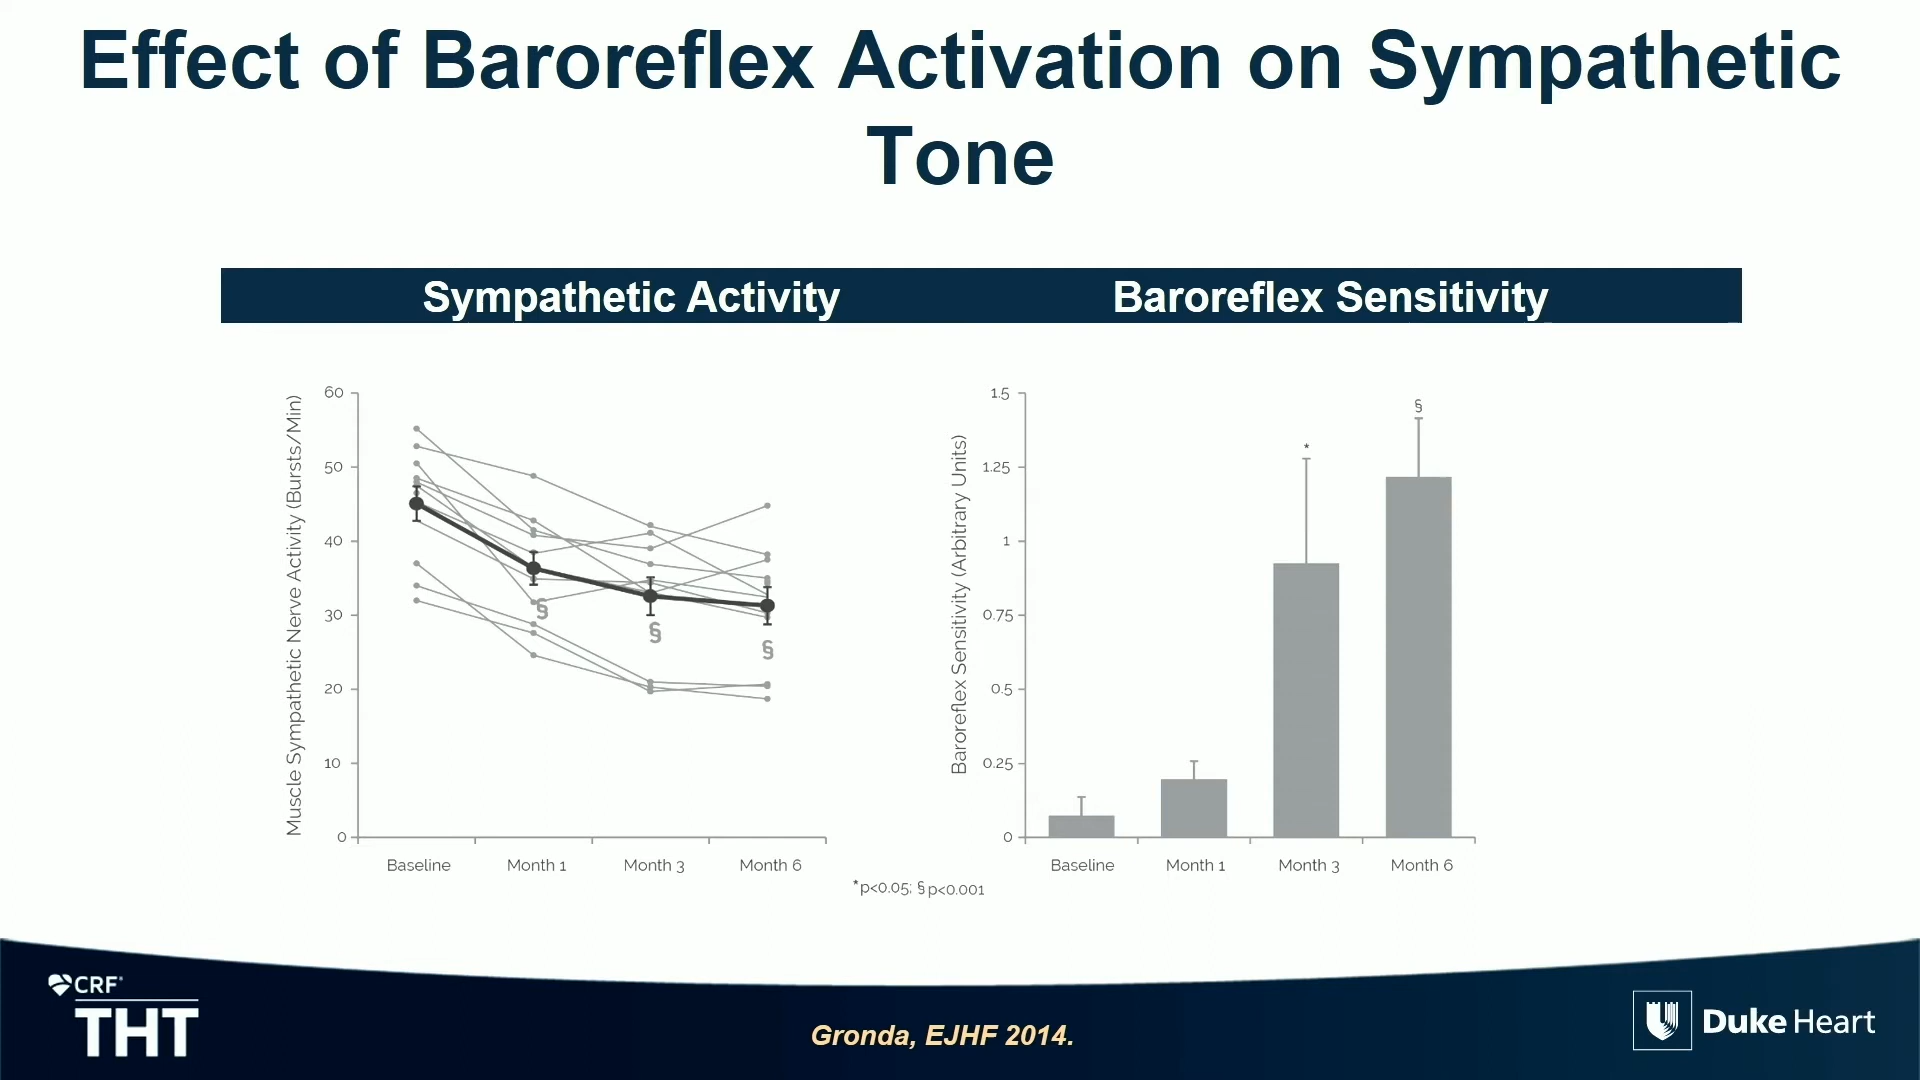 Effect of Baroreflex Activation on Sympathetic
Tone
Sympathetic Activity
Baroreflex Sensitivity
Muscle Sympathetic Nerve Activity (Bursts/Min)
60
50
40
30
20
10
0
§
§
§
Baseline
Month 1
Month 3
Month 6
Baroreflex Sensitivity (Arbitrary Units)
1.5
1.25
1
0.75
0.5
0.25
0
*
§
Baseline
Month 1
Month 3
Month 6
*p<0.05; §p<0.001
CRF®
THT
Gronda, EJHF 2014.
Duke Heart